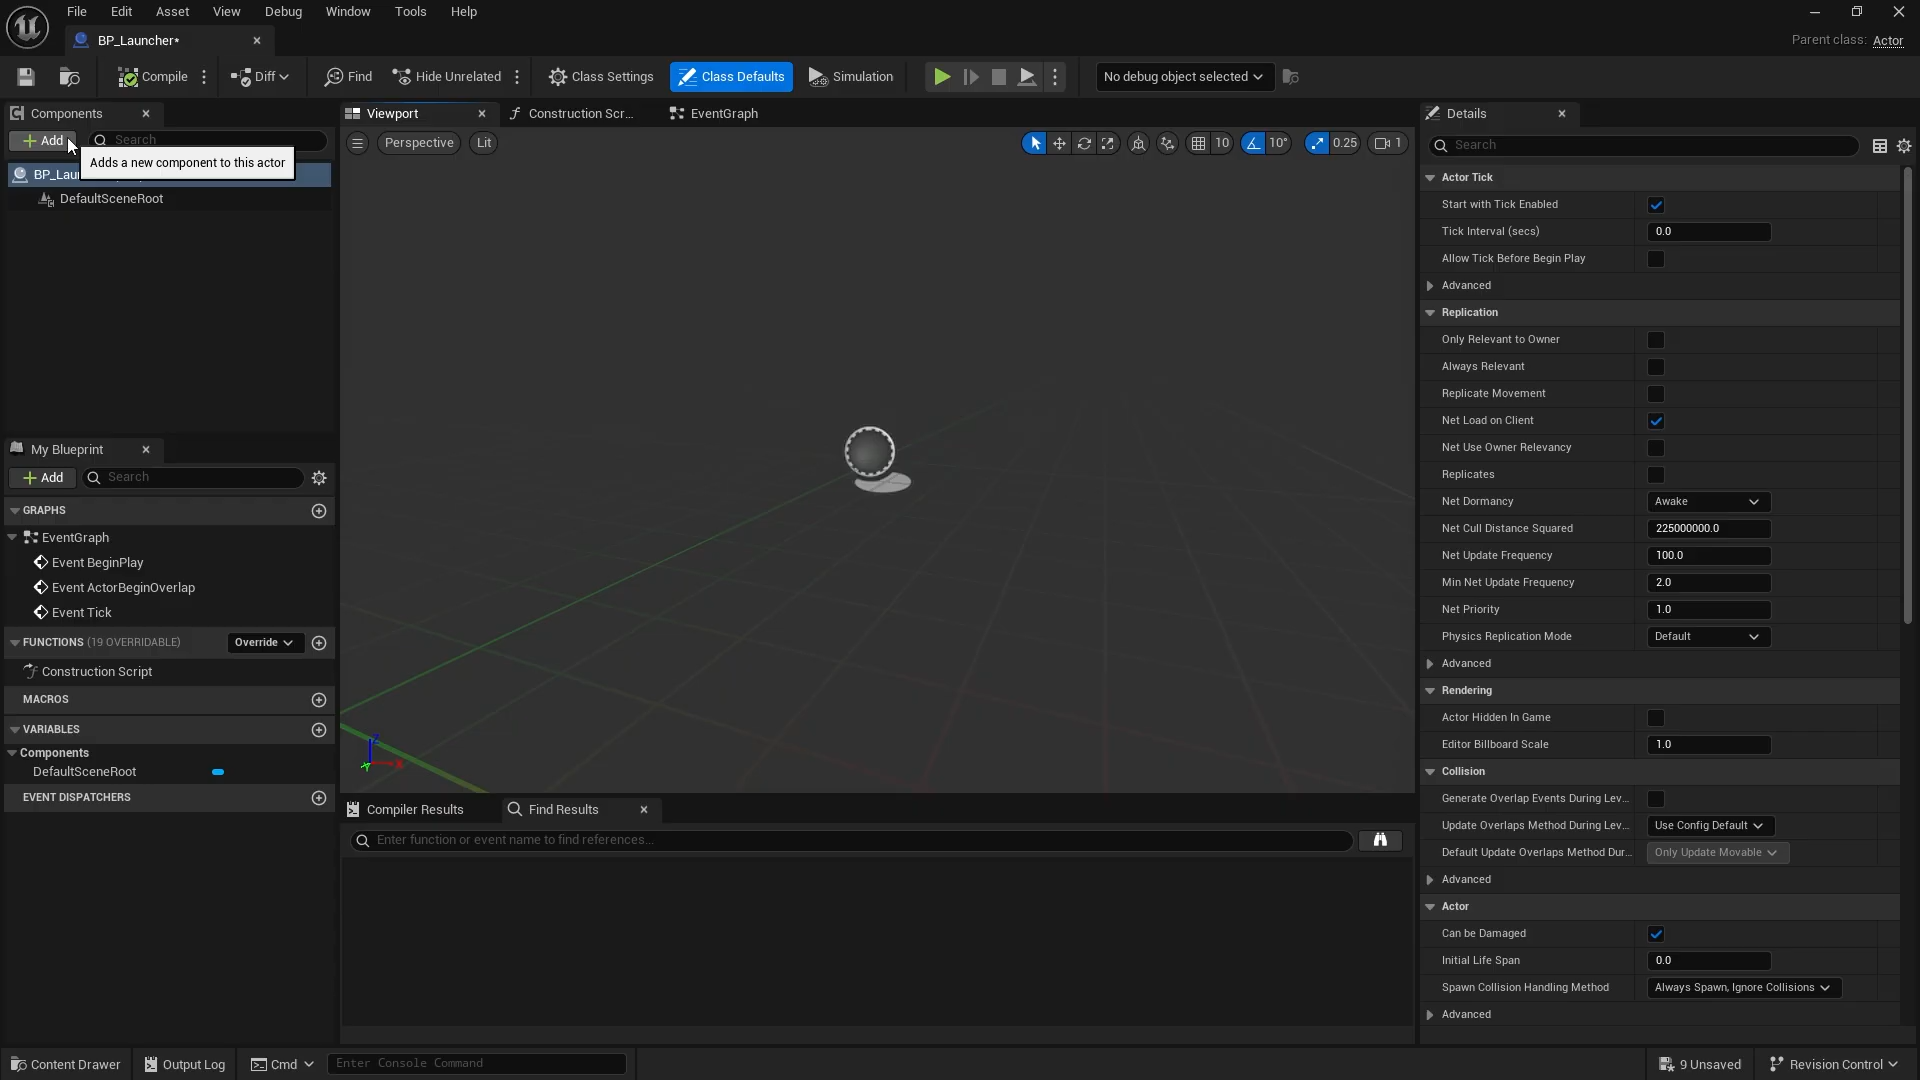 File Edit Asset View Debug Window Tools Help
BP_Launcher*
Parent class: Actor
Compile Diff Find Hide Unrelated Class Settings Class Defaults Simulation No debug object selected
Components
Add Search
Adds a new component to this actor
BP_Lau
DefaultSceneRoot
My Blueprint
Add Search
GRAPHS
EventGraph
Event BeginPlay
Event ActorBeginOverlap
Event Tick
FUNCTIONS (19 OVERRIDABLE) Override
Construction Script
MACROS
VARIABLES
Components
DefaultSceneRoot
EVENT DISPATCHERS
Viewport Construction Scr... EventGraph
Perspective Lit 10 10° 0.25 1
Z
X
Y
Compiler Results Find Results
Enter function or event name to find references...
Details
Search
Actor Tick
Start with Tick Enabled
Tick Interval (secs) 0.0
Allow Tick Before Begin Play
Advanced
Replication
Only Relevant to Owner
Always Relevant
Replicate Movement
Net Load on Client
Net Use Owner Relevancy
Replicates
Net Dormancy Awake
Net Cull Distance Squared 225000000.0
Net Update Frequency 100.0
Min Net Update Frequency 2.0
Net Priority 1.0
Physics Replication Mode Default
Advanced
Rendering
Actor Hidden In Game
Editor Billboard Scale 1.0
Collision
Generate Overlap Events During Lev...
Update Overlaps Method During Lev... Use Config Default
Default Update Overlaps Method Dur... Only Update Movable
Advanced
Actor
Can be Damaged
Initial Life Span 0.0
Spawn Collision Handling Method Always Spawn, Ignore Collisions
Advanced
Content Drawer Output Log Cmd Enter Console Command 9 Unsaved Revision Control